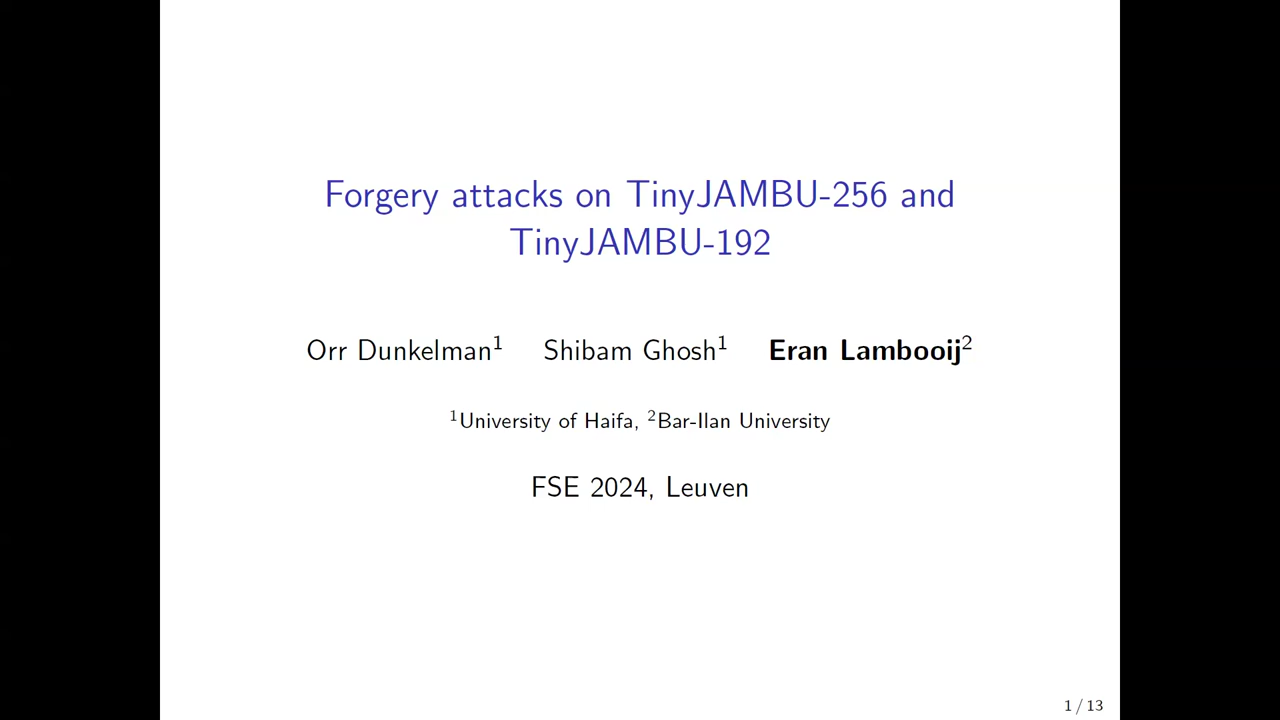 Forgery attacks on TinyJAMBU-256 and
TinyJAMBU-192
Orr Dunkelman¹ Shibam Ghosh¹ Eran Lambooij²
¹University of Haifa, ²Bar-Ilan University
FSE 2024, Leuven
1 / 13